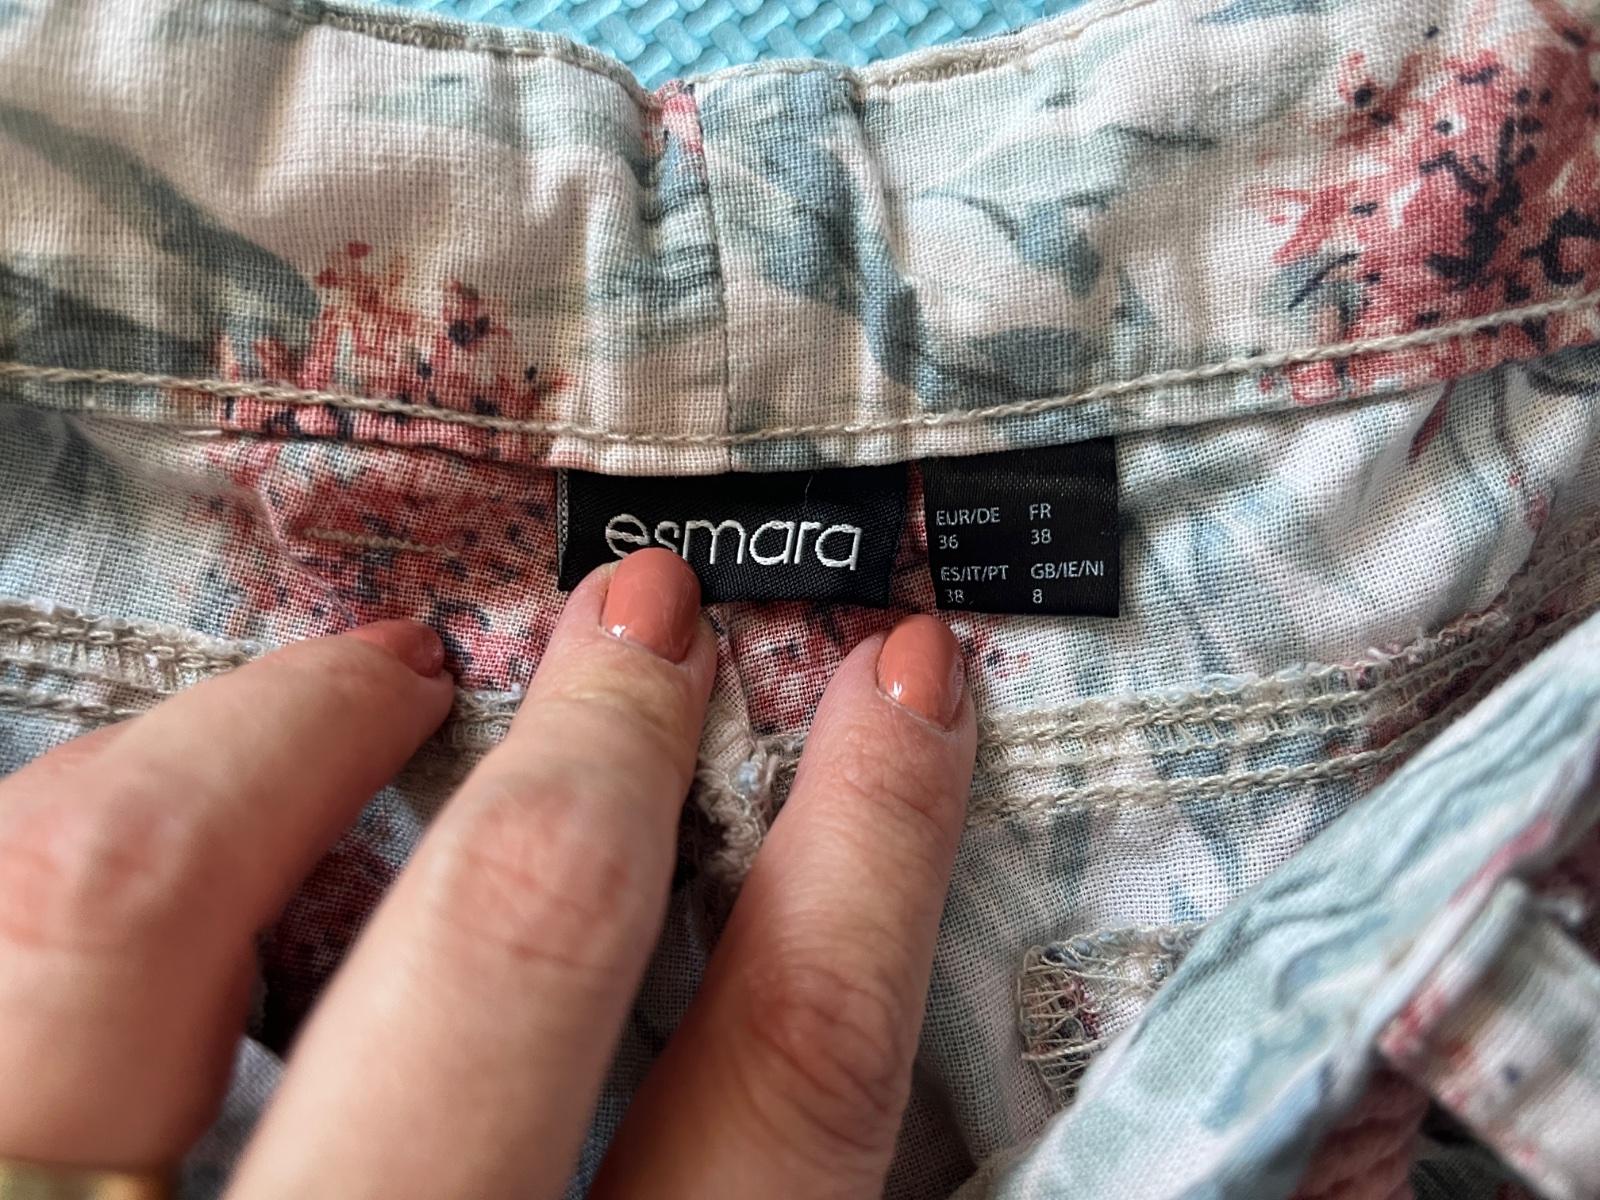 esmara
EUR/DE FR
36 38
ES/IT/PT GB/IE/NI
38 8